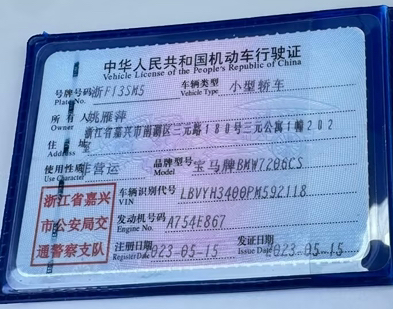 中华人民共和国机动车行驶证
Vehicle License of the People's Republic of China
号牌号码 浙F13SM5 车辆类型 小型轿车
Plate No. Vehicle Type
所有人 姚雁萍
Owner
浙江省嘉兴市南湖区三元路180号三元公寓1幢202
住址 室
Address
使用性质 非营运 品牌型号 宝马牌BMW7206CS
Use Character Model
浙江省嘉兴
市公安局交
通警察支队
车辆识别代号 LBVYH3400PM592118
VIN
发动机号码 A754E867
Engine No.
注册日期 023-05-15 发证日期 2023-05-15
Register Date Issue Date